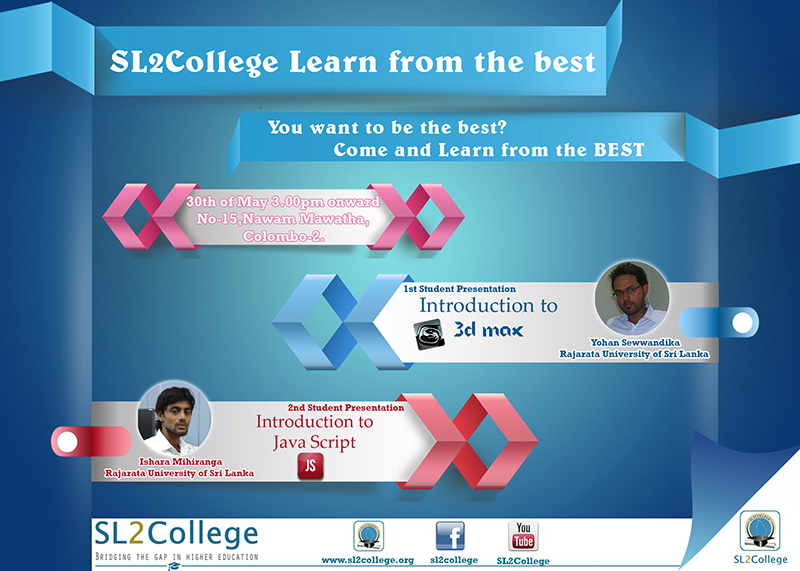 SL2College Learn from the best
You want to be the best?
Come and Learn from the BEST
30th of May 3.00pm onward
No-15,Nawam Mawatha,
Colombo-2.
1st Student Presentation
Introduction to
3d max
Yohan Sewwandika
Rajarata University of Sri Lanka
2nd Student Presentation
Introduction to
Java Script
JS
Ishara Mihiranga
Rajarata University of Sri Lanka
SL2College
BRIDGING THE GAP IN HIGHER EDUCATION
www.sl2college.org
f
sl2college
You
Tube
SL2College
SL2College